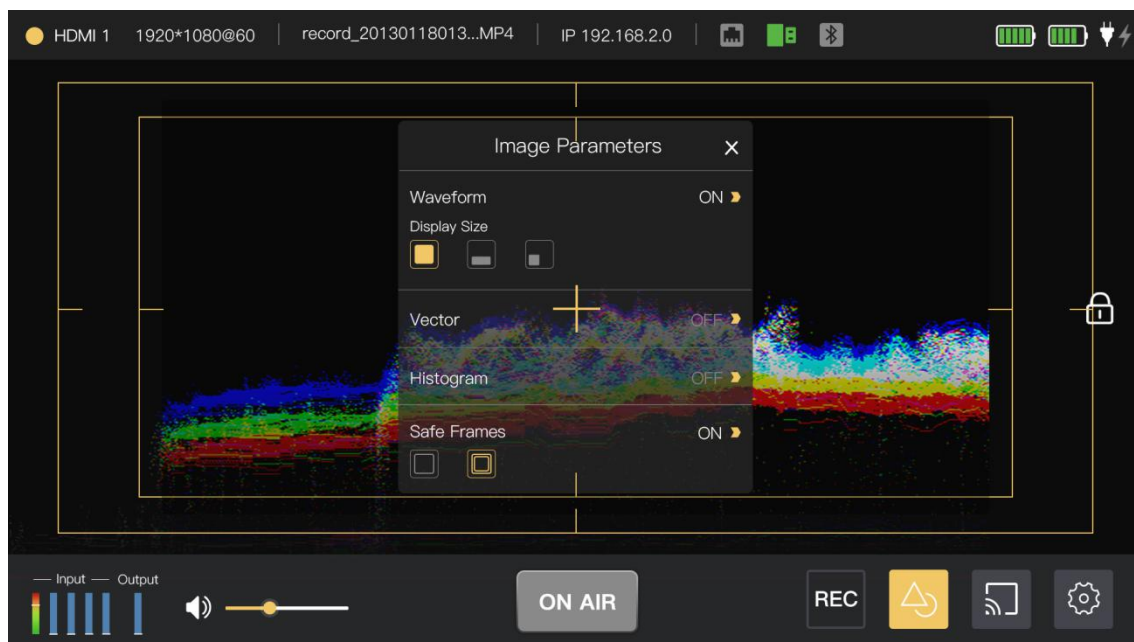 HDMI 1 1920*1080@60 record_20130118013...MP4 IP 192.168.2.0
Image Parameters
Waveform ON
Display Size
Vector OFF
Histogram OFF
Safe Frames ON
Input Output
ON AIR
REC